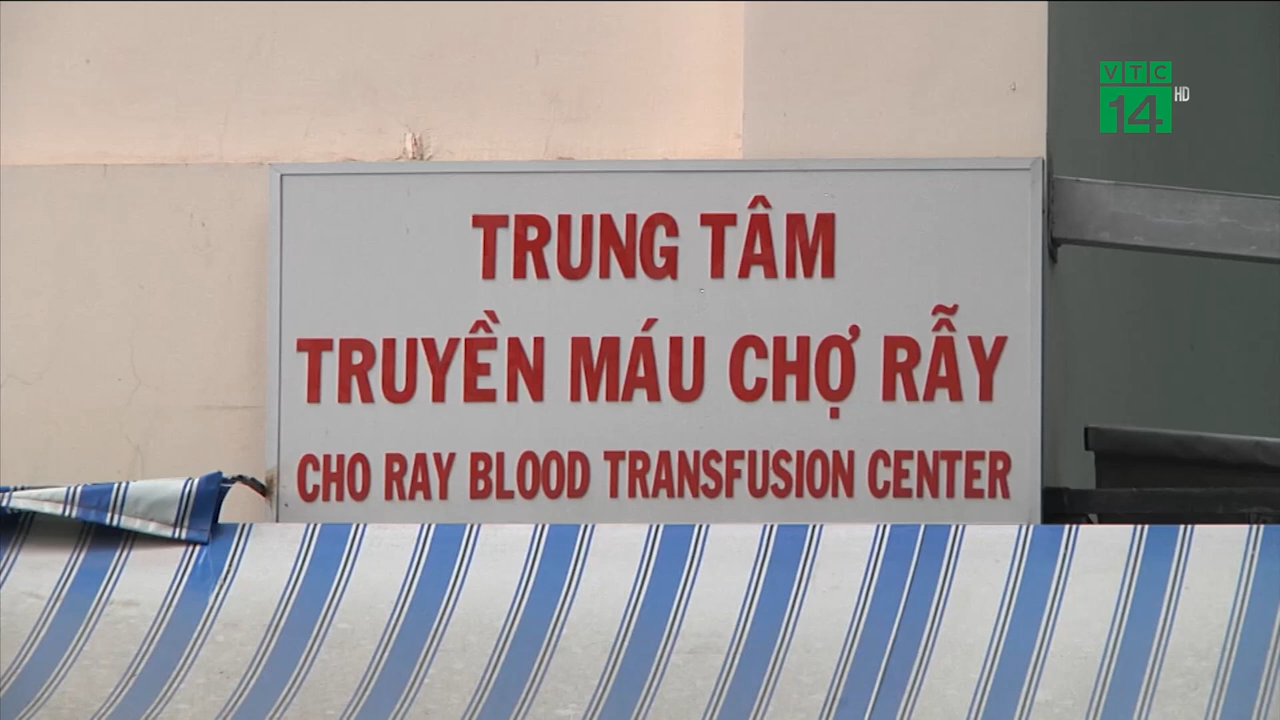 VTC
14 HD
TRUNG TÂM
TRUYỀN MÁU CHỢ RẪY
CHO RAY BLOOD TRANSFUSION CENTER